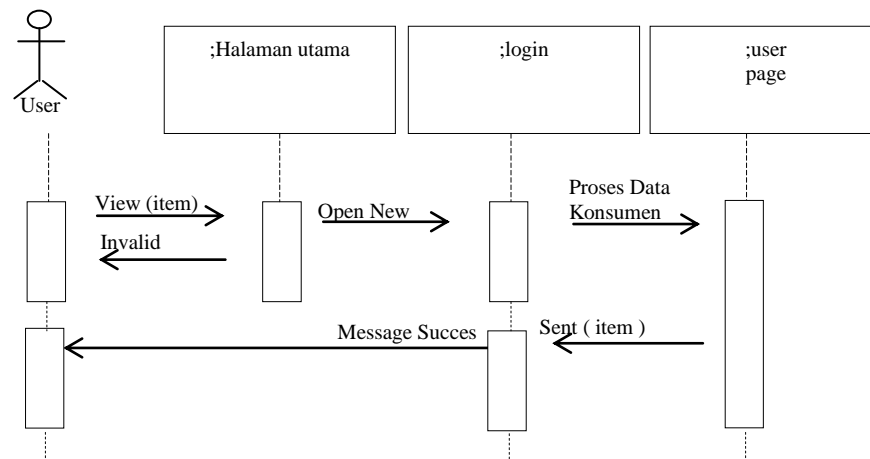 ;Halaman utama
;login
;user
page
User
View (item)
Open New
Proses Data
Konsumen
Invalid
Message Succes
Sent ( item )